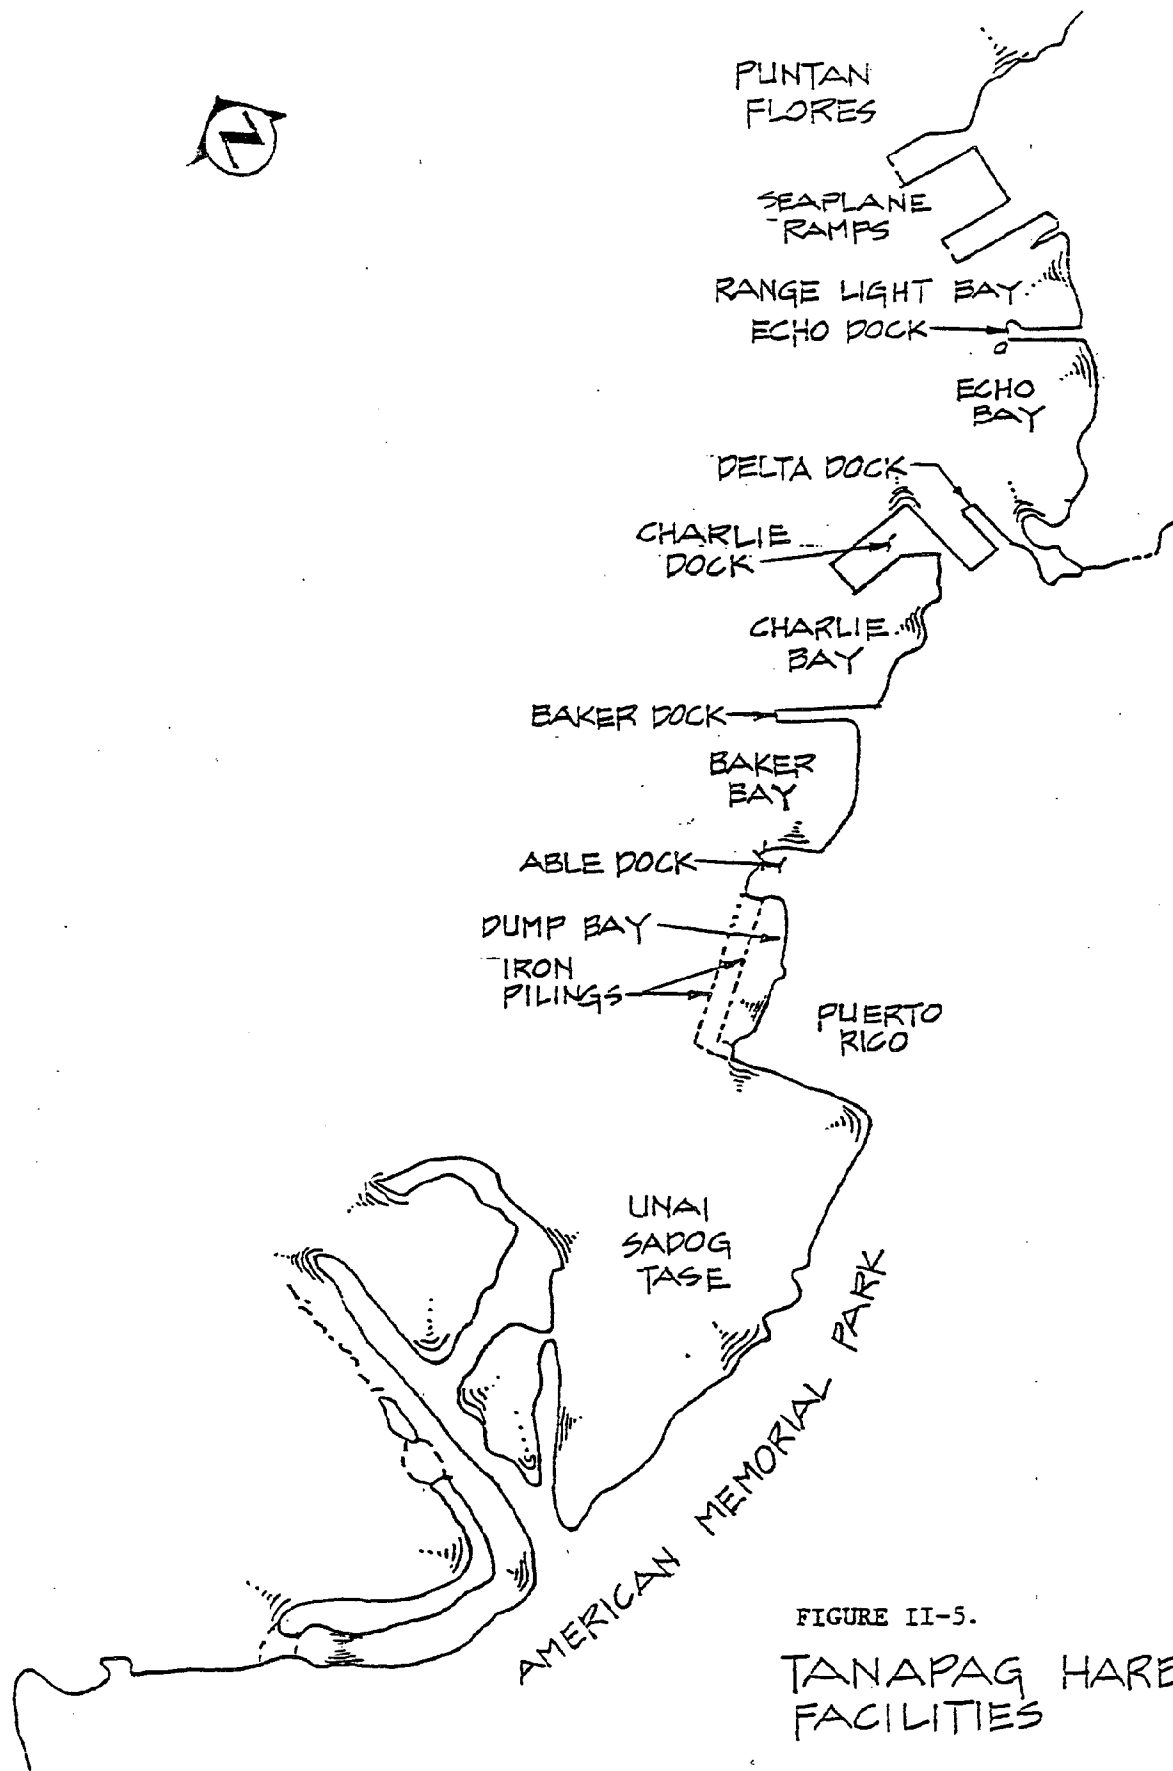 PUNTAN
FLORES
N
SEAPLANE
RAMPS
RANGE LIGHT BAY
ECHO DOCK
ECHO
BAY
DELTA DOCK
CHARLIE
DOCK
CHARLIE
BAY
BAKER DOCK
BAKER
BAY
ABLE DOCK
DUMP BAY
IRON
PILINGS
PUERTO
RICO
UNAI
SADOG
TASE
AMERICAN MEMORIAL PARK
FIGURE II-5.
TANAPAG HARB
FACILITIES